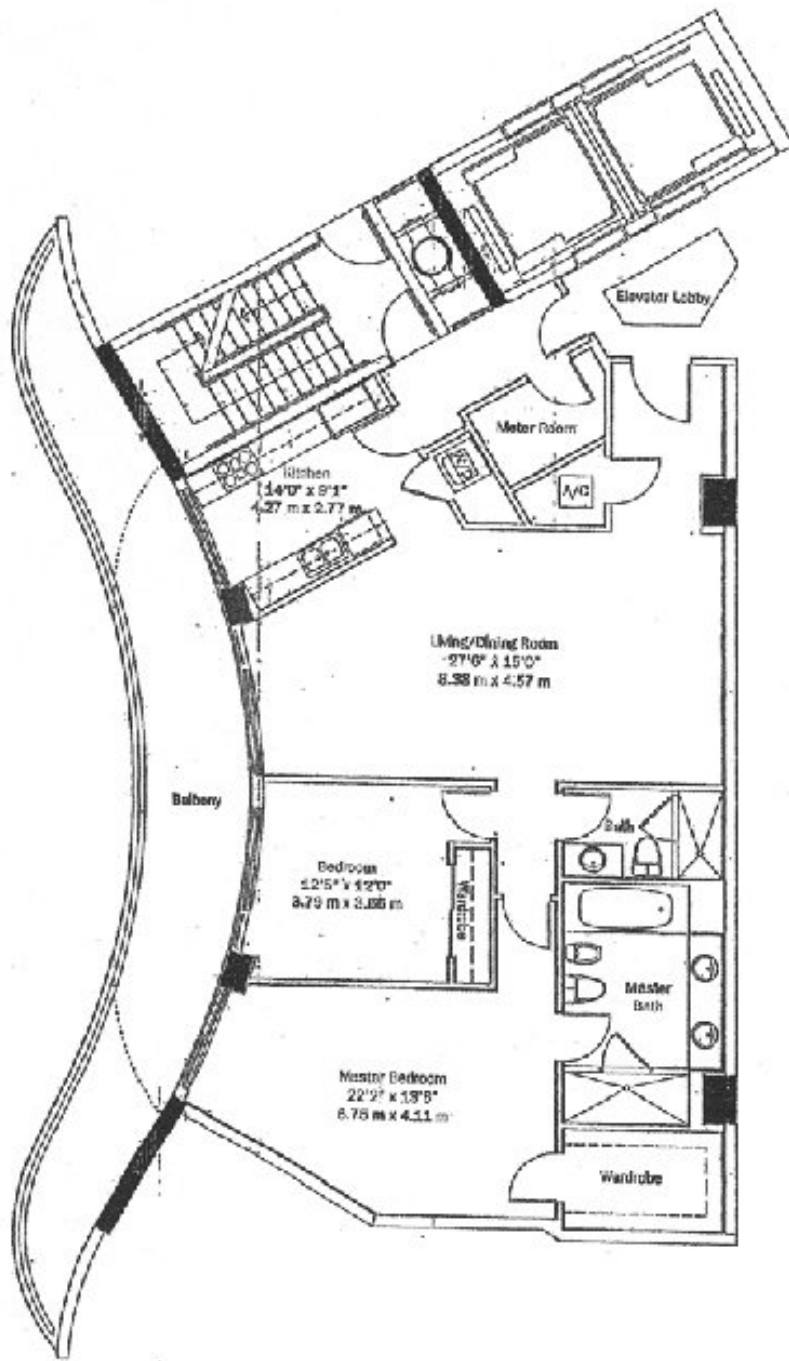 Elevator Lobby
Meter Room
A/C
Kitchen
14'0" x 9'1"
4.27 m x 2.77 m
Living/Dining Room
27'6" x 15'0"
8.38 m x 4.57 m
Balcony
Bath
Bedroom
12'5" x 12'0"
3.79 m x 3.66 m
Wardrobe
Master
Bath
Master Bedroom
22'2" x 13'6"
6.76 m x 4.11 m
Wardrobe